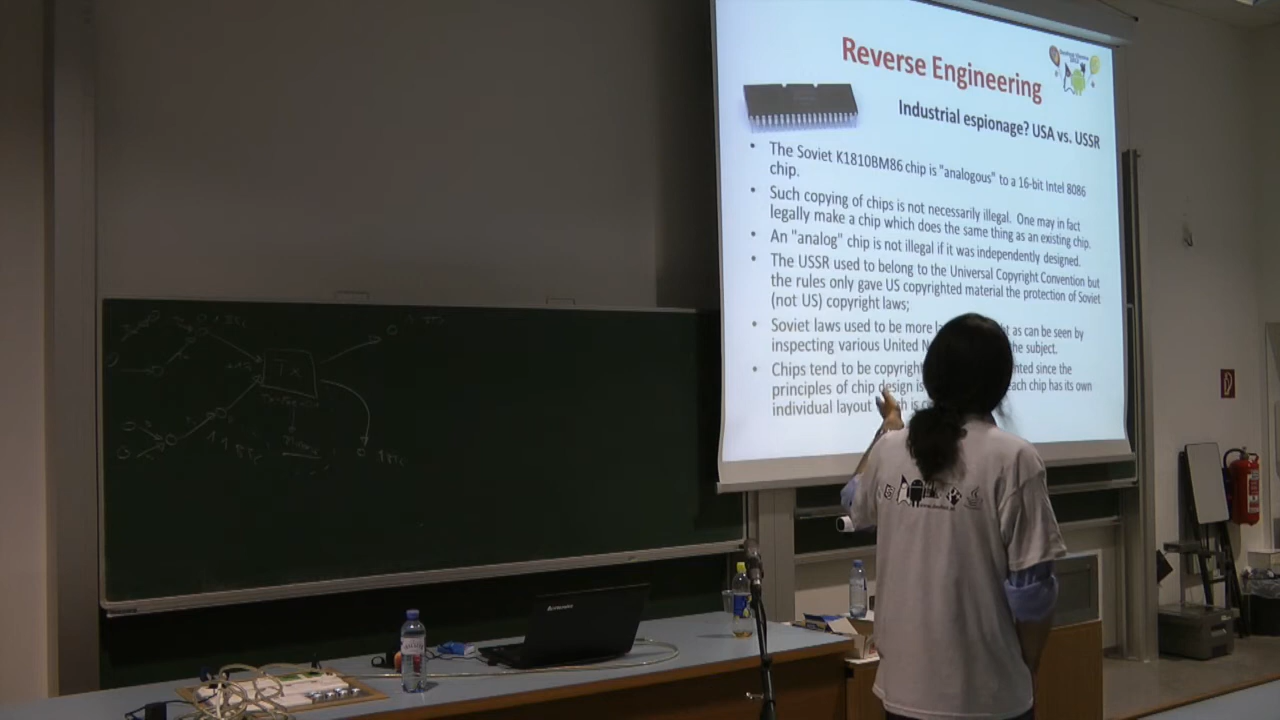 Reverse Engineering
Industrial espionage? USA vs. USSR
• The Soviet K1810BM86 chip is "analogous" to a 16-bit Intel 8086
chip.
• Such copying of chips is not necessarily illegal. One may in fact
legally make a chip which does the same thing as an existing chip.
• An "analog" chip is not illegal if it was independently designed.
• The USSR used to belong to the Universal Copyright Convention but
the rules only gave US copyrighted material the protection of Soviet
(not US) copyright laws;
• Soviet laws used to be more as can be seen by
inspecting various United the subject.
• Chips tend to be since the
principles of chip design is each chip has its own
individual layout is
7x
lenovo